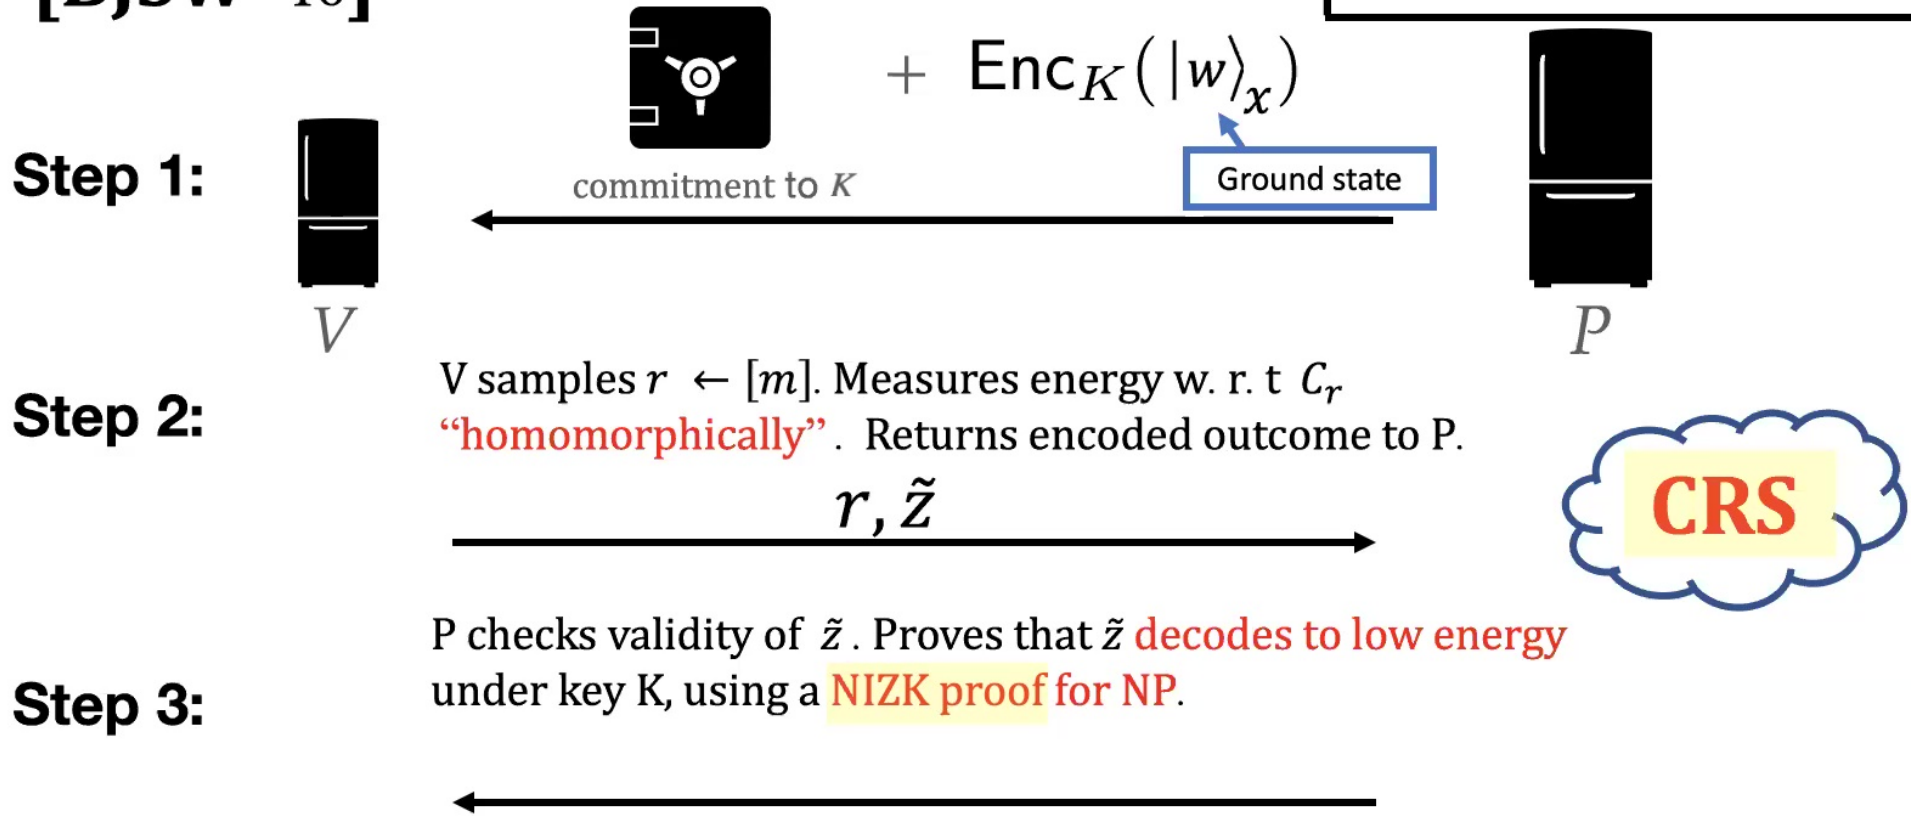 [BJSW 16]
+ Enc_K(|w⟩_x)
Ground state
commitment to K
Step 1:
V
P
V samples r ← [m]. Measures energy w. r. t C_r
Step 2:
“homomorphically” . Returns encoded outcome to P.
r, z̃
CRS
P checks validity of z̃ . Proves that z̃ decodes to low energy
under key K, using a NIZK proof for NP.
Step 3: